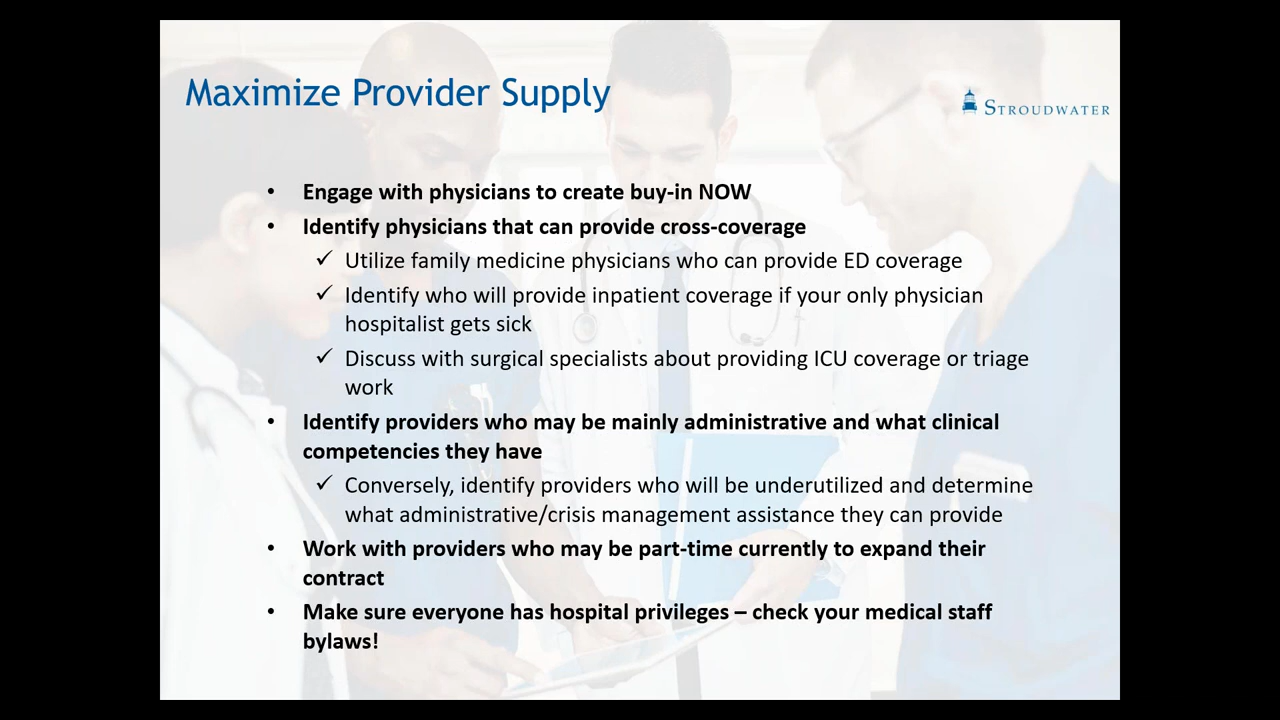 Maximize Provider Supply
STROUDWATER
• Engage with physicians to create buy-in NOW
• Identify physicians that can provide cross-coverage
✓ Utilize family medicine physicians who can provide ED coverage
✓ Identify who will provide inpatient coverage if your only physician
hospitalist gets sick
✓ Discuss with surgical specialists about providing ICU coverage or triage
work
• Identify providers who may be mainly administrative and what clinical
competencies they have
✓ Conversely, identify providers who will be underutilized and determine
what administrative/crisis management assistance they can provide
• Work with providers who may be part-time currently to expand their
contract
• Make sure everyone has hospital privileges – check your medical staff
bylaws!